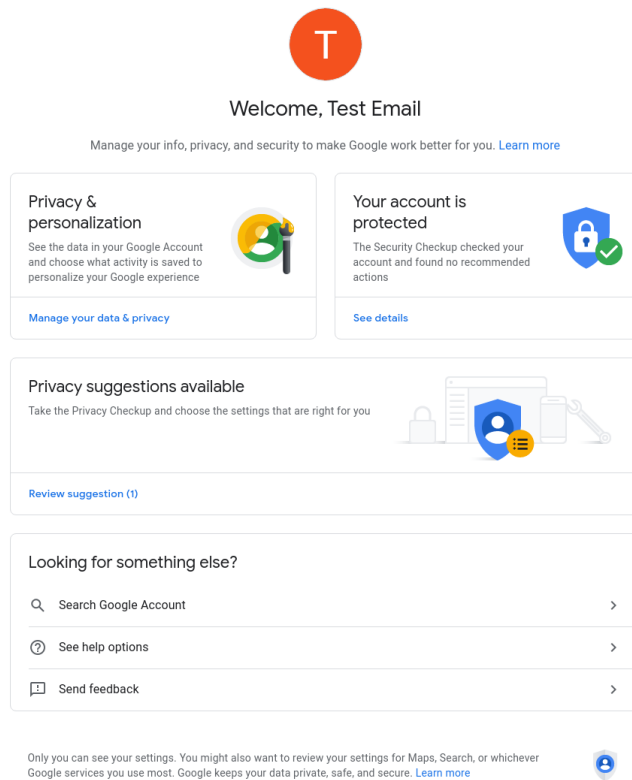 T
Welcome, Test Email
Manage your info, privacy, and security to make Google work better for you. Learn more
Privacy &
personalization
See the data in your Google Account
and choose what activity is saved to
personalize your Google experience
Manage your data & privacy
Your account is
protected
The Security Checkup checked your
account and found no recommended
actions
See details
Privacy suggestions available
Take the Privacy Checkup and choose the settings that are right for you
Review suggestion (1)
Looking for something else?
Search Google Account
See help options
Send feedback
Only you can see your settings. You might also want to review your settings for Maps, Search, or whichever
Google services you use most. Google keeps your data private, safe, and secure. Learn more